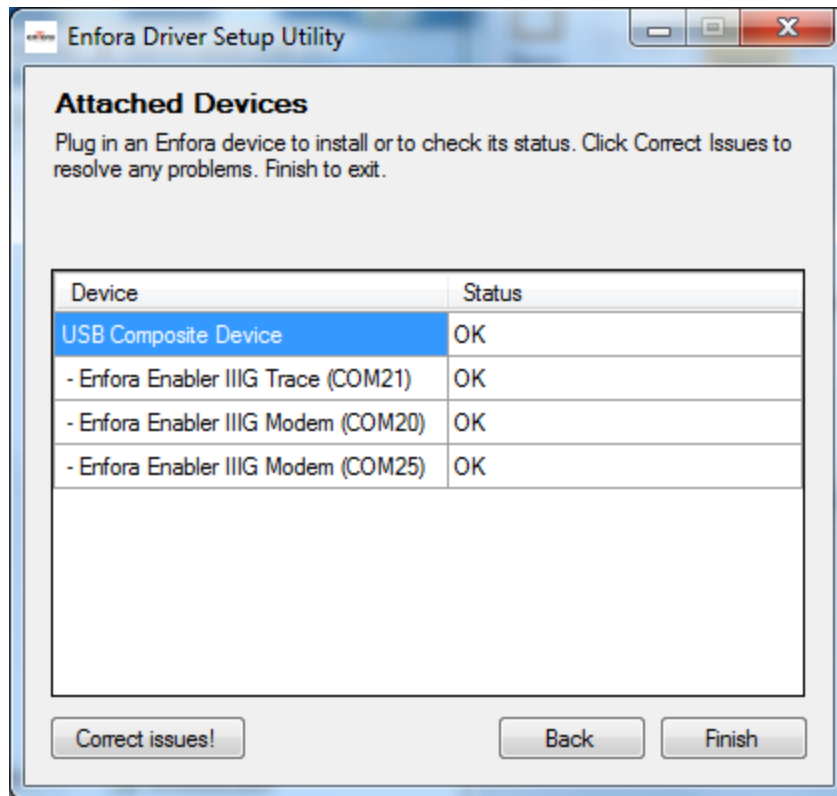 Enfora Driver Setup Utility
Attached Devices
Plug in an Enfora device to install or to check its status. Click Correct Issues to
resolve any problems. Finish to exit.
Device Status
USB Composite Device OK
- Enfora Enabler IIIG Trace (COM21) OK
- Enfora Enabler IIIG Modem (COM20) OK
- Enfora Enabler IIIG Modem (COM25) OK
Correct issues! Back Finish